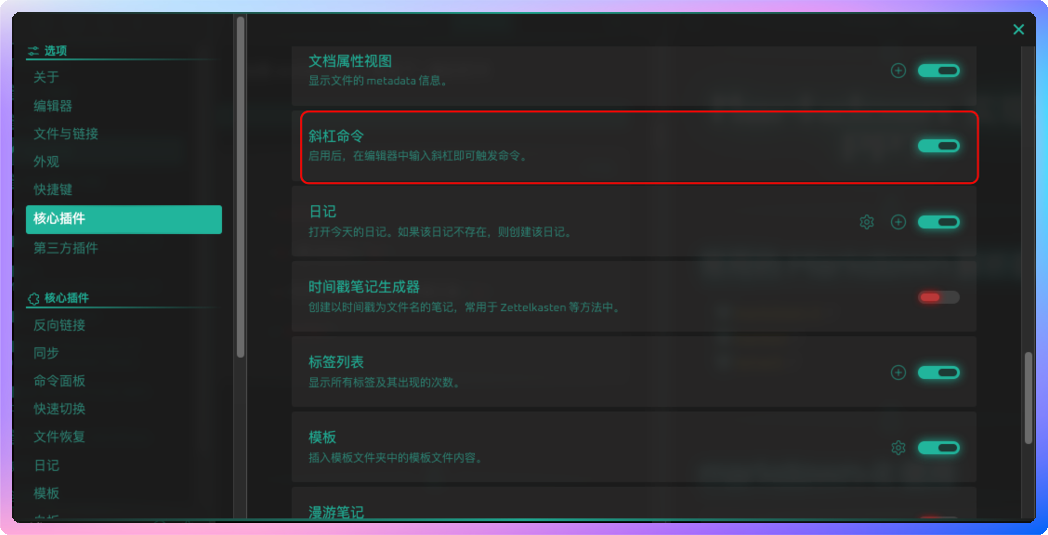 选项
关于
编辑器
文件与链接
外观
快捷键
核心插件
第三方插件
核心插件
反向链接
同步
命令面板
快速切换
文件恢复
日记
模板
文档属性视图
显示文件的 metadata 信息。
斜杠命令
启用后，在编辑器中输入斜杠即可触发命令。
日记
打开今天的日记。如果该日记不存在，则创建该日记。
时间戳笔记生成器
创建以时间戳为文件名的笔记，常用于 Zettelkasten 等方法中。
标签列表
显示所有标签及其出现的次数。
模板
插入模板文件夹中的模板文件内容。
漫游笔记